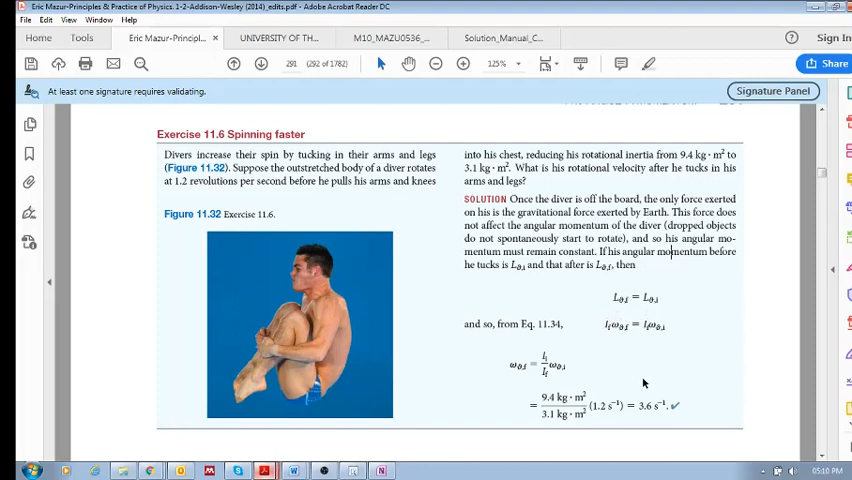 Eric Mazur-Principles & Practice of Physics. 1-2-Addison-Wesley (2014)_edits.pdf - Adobe Acrobat Reader DC
File Edit View Window Help
Home Tools Eric Mazur-Principl... × UNIVERSITY OF TH... M10_MAZU0536_... Solution_Manual_C... Sign In
291 (292 of 1782) 125% Share
At least one signature requires validating. Signature Panel
Exercise 11.6 Spinning faster
Divers increase their spin by tucking in their arms and legs
(Figure 11.32). Suppose the outstretched body of a diver rotates
at 1.2 revolutions per second before he pulls his arms and knees
Figure 11.32 Exercise 11.6.
into his chest, reducing his rotational inertia from 9.4 kg · m² to
3.1 kg · m². What is his rotational velocity after he tucks in his
arms and legs?
SOLUTION Once the diver is off the board, the only force exerted
on his is the gravitational force exerted by Earth. This force does
not affect the angular momentum of the diver (dropped objects
do not spontaneously start to rotate), and so his angular mo-
mentum must remain constant. If his angular momentum before
he tucks is Lϑ,i and that after is Lϑ,f, then
Lϑ,f = Lϑ,i
and so, from Eq. 11.34, Ifωϑ,f = Iiωϑ,i
ωϑ,f = Ii/If ωϑ,i
= 9.4 kg · m² / 3.1 kg · m² (1.2 s⁻¹) = 3.6 s⁻¹. ✓
05:10 PM